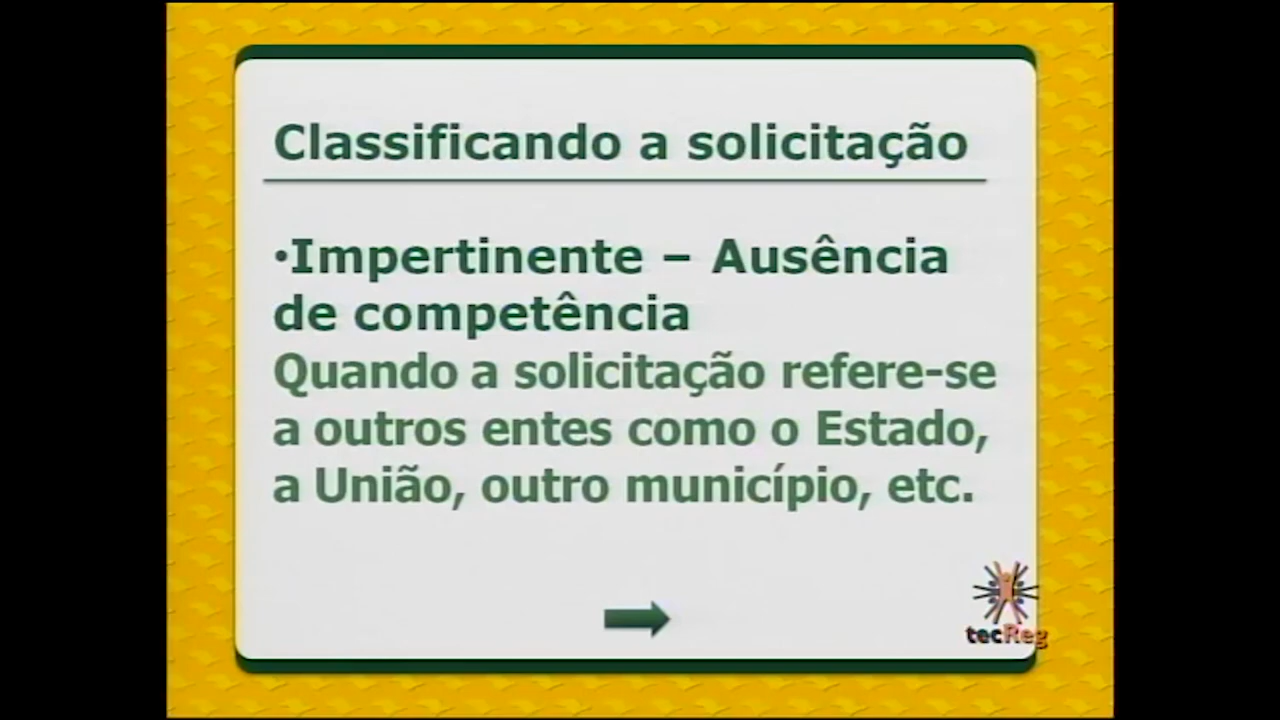 Classificando a solicitação
•Impertinente – Ausência
de competência
Quando a solicitação refere-se
a outros entes como o Estado,
a União, outro município, etc.
tecReg